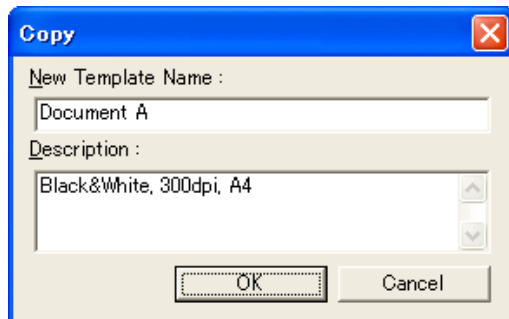 Copy
New Template Name :
Document A
Description :
Black&White, 300dpi, A4
OK Cancel